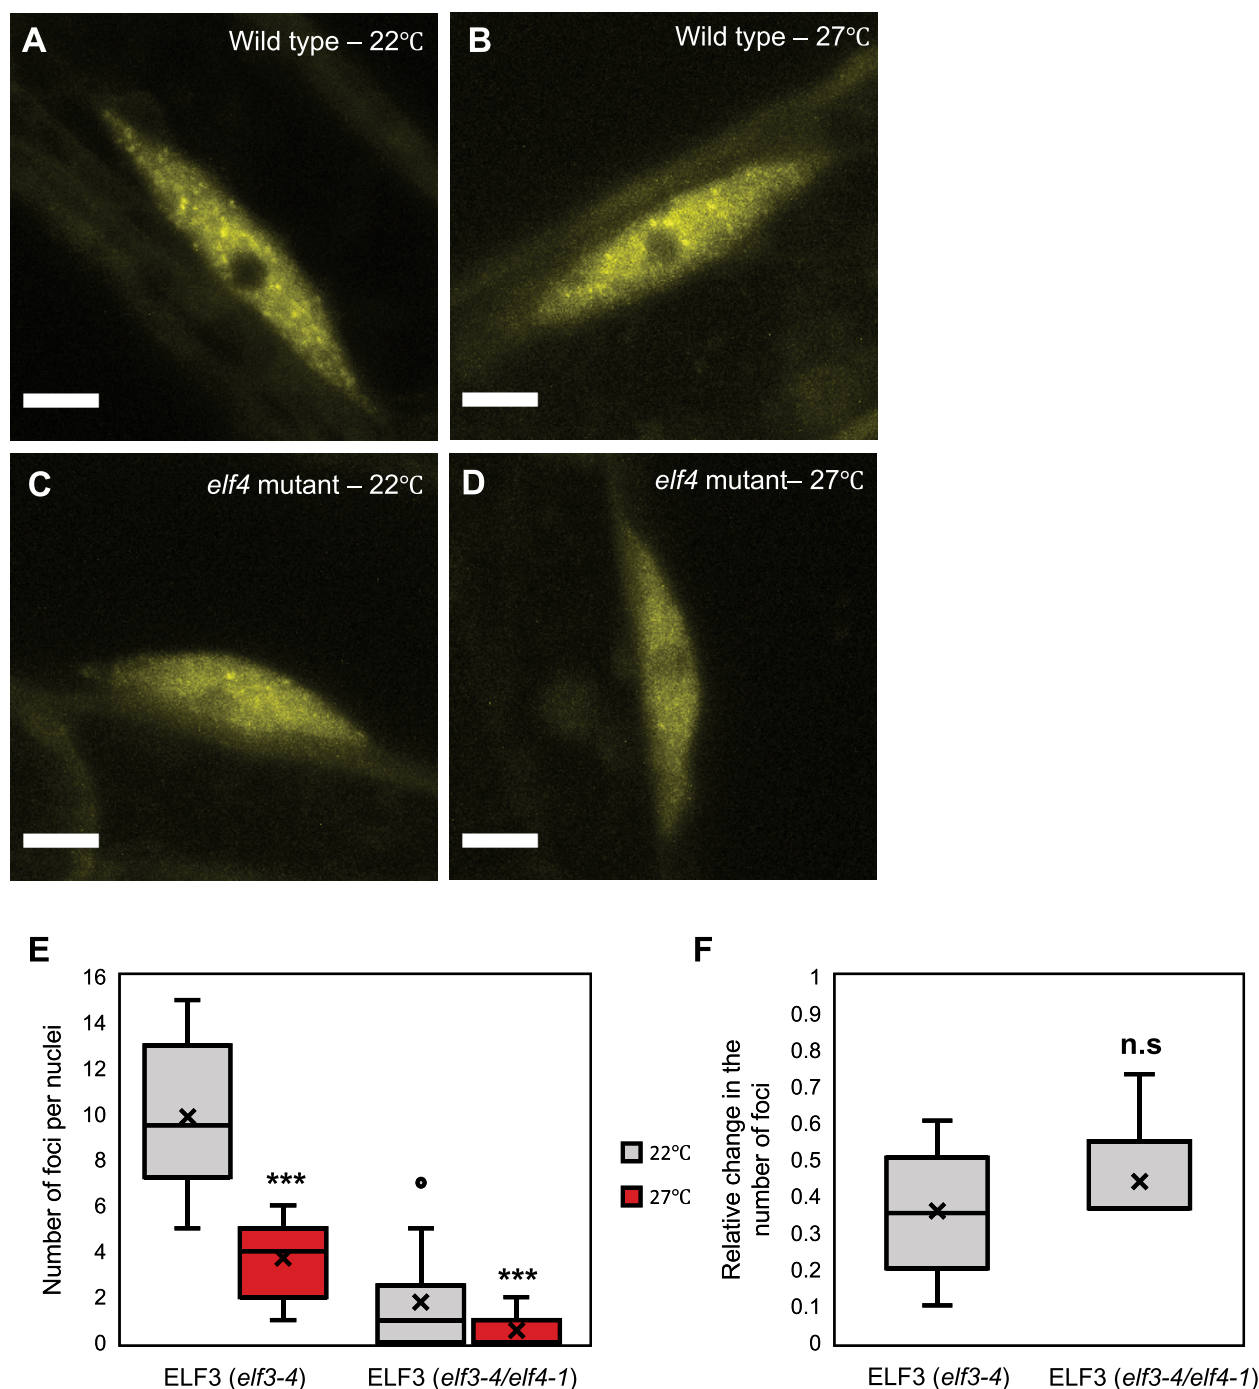 A
Wild type – 22℃
B
Wild type – 27℃
C
elf4 mutant – 22℃
D
elf4 mutant– 27℃
E
Number of foci per nuclei
16
14
12
10
8
6
4
2
0
***
***
ELF3 (elf3-4)
ELF3 (elf3-4/elf4-1)
22℃
27℃
F
Relative change in the
number of foci
1
0.9
0.8
0.7
0.6
0.5
0.4
0.3
0.2
0.1
0
n.s
ELF3 (elf3-4)
ELF3 (elf3-4/elf4-1)